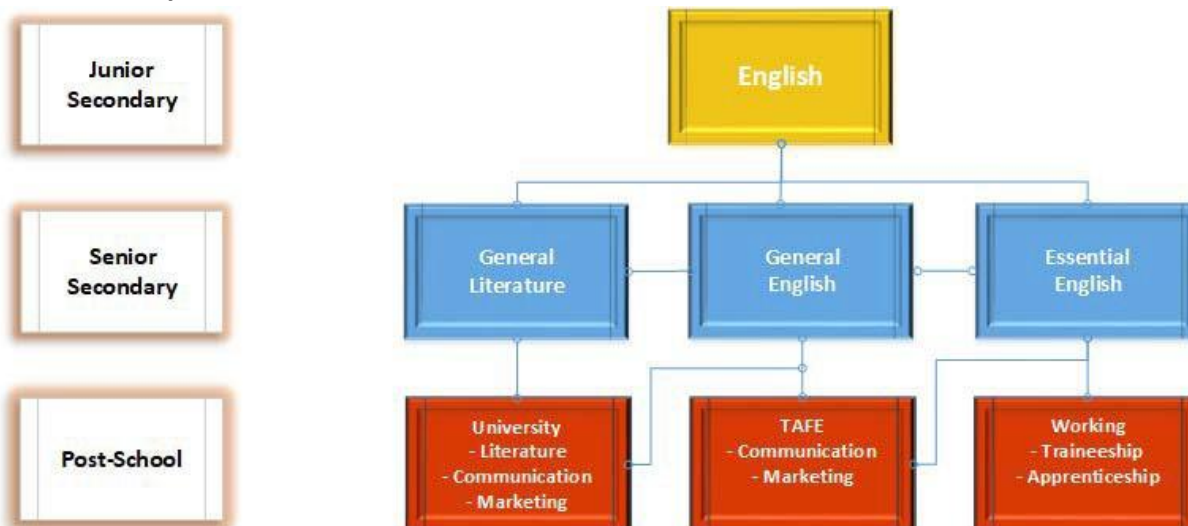 Junior
Secondary
English
Senior
Secondary
General
Literature
General
English
Essential
English
Post-School
University
- Literature
- Communication
- Marketing
TAFE
- Communication
- Marketing
Working
- Traineeship
- Apprenticeship